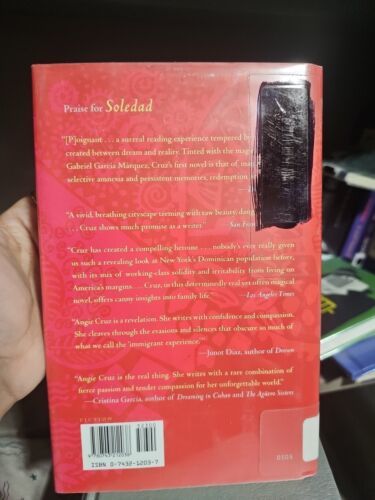 Praise for Soledad
"[P]oignant . . . a surreal reading experience tempered by
created between dream and reality. Tinted with the
Gabriel García Márquez, Cruz's first novel is that of
selective amnesia and persistent memories, redemption
"A vivid, breathing cityscape teeming with raw beauty,
. . . Cruz shows much promise as a writer."
San
"Cruz has created a compelling heroine . . . nobody's ever really given
us such a revealing look at New York's Dominican population before,
with its mix of working-class solidity and irritability from living on
America's margins. . . . Cruz, in this determinedly real yet often magical
novel, offers canny insights into family life."
—Los Angeles Times
"Angie Cruz is a revelation. She writes with confidence and compassion.
She cleaves through the evasions and silences that obscure so much of
what we call the 'immigrant experience.'"
—Junot Díaz, author of Drown
"Angie Cruz is the real thing. She writes with a rare combination of
fierce passion and tender compassion for her unforgettable world."
—Cristina García, author of Dreaming in Cuban and The Agüero Sisters
FICTION
9 780743 212038
ISBN 0-7432-1203-7
0505